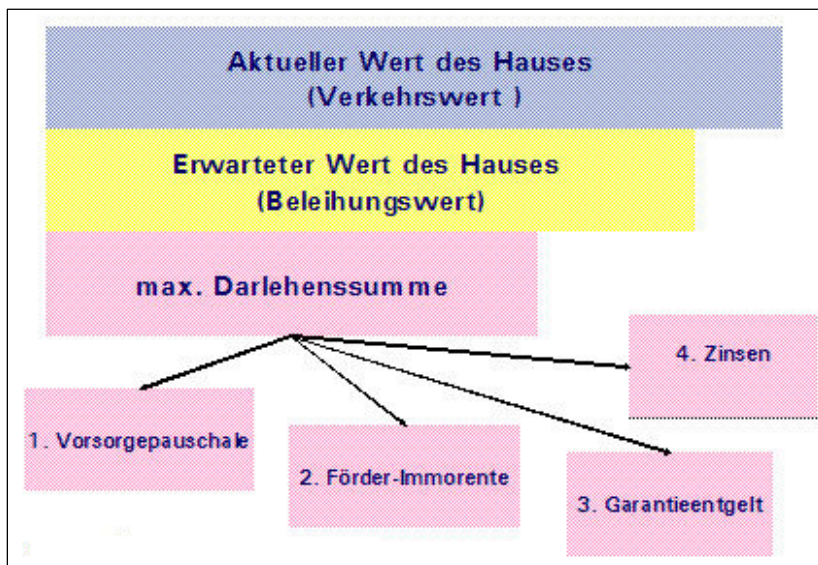 Aktueller Wert des Hauses
(Verkehrswert )
Erwarteter Wert des Hauses
(Beleihungswert)
max. Darlehenssumme
4. Zinsen
1. Vorsorgepauschale
2. Förder-Immorente
3. Garantieentgelt